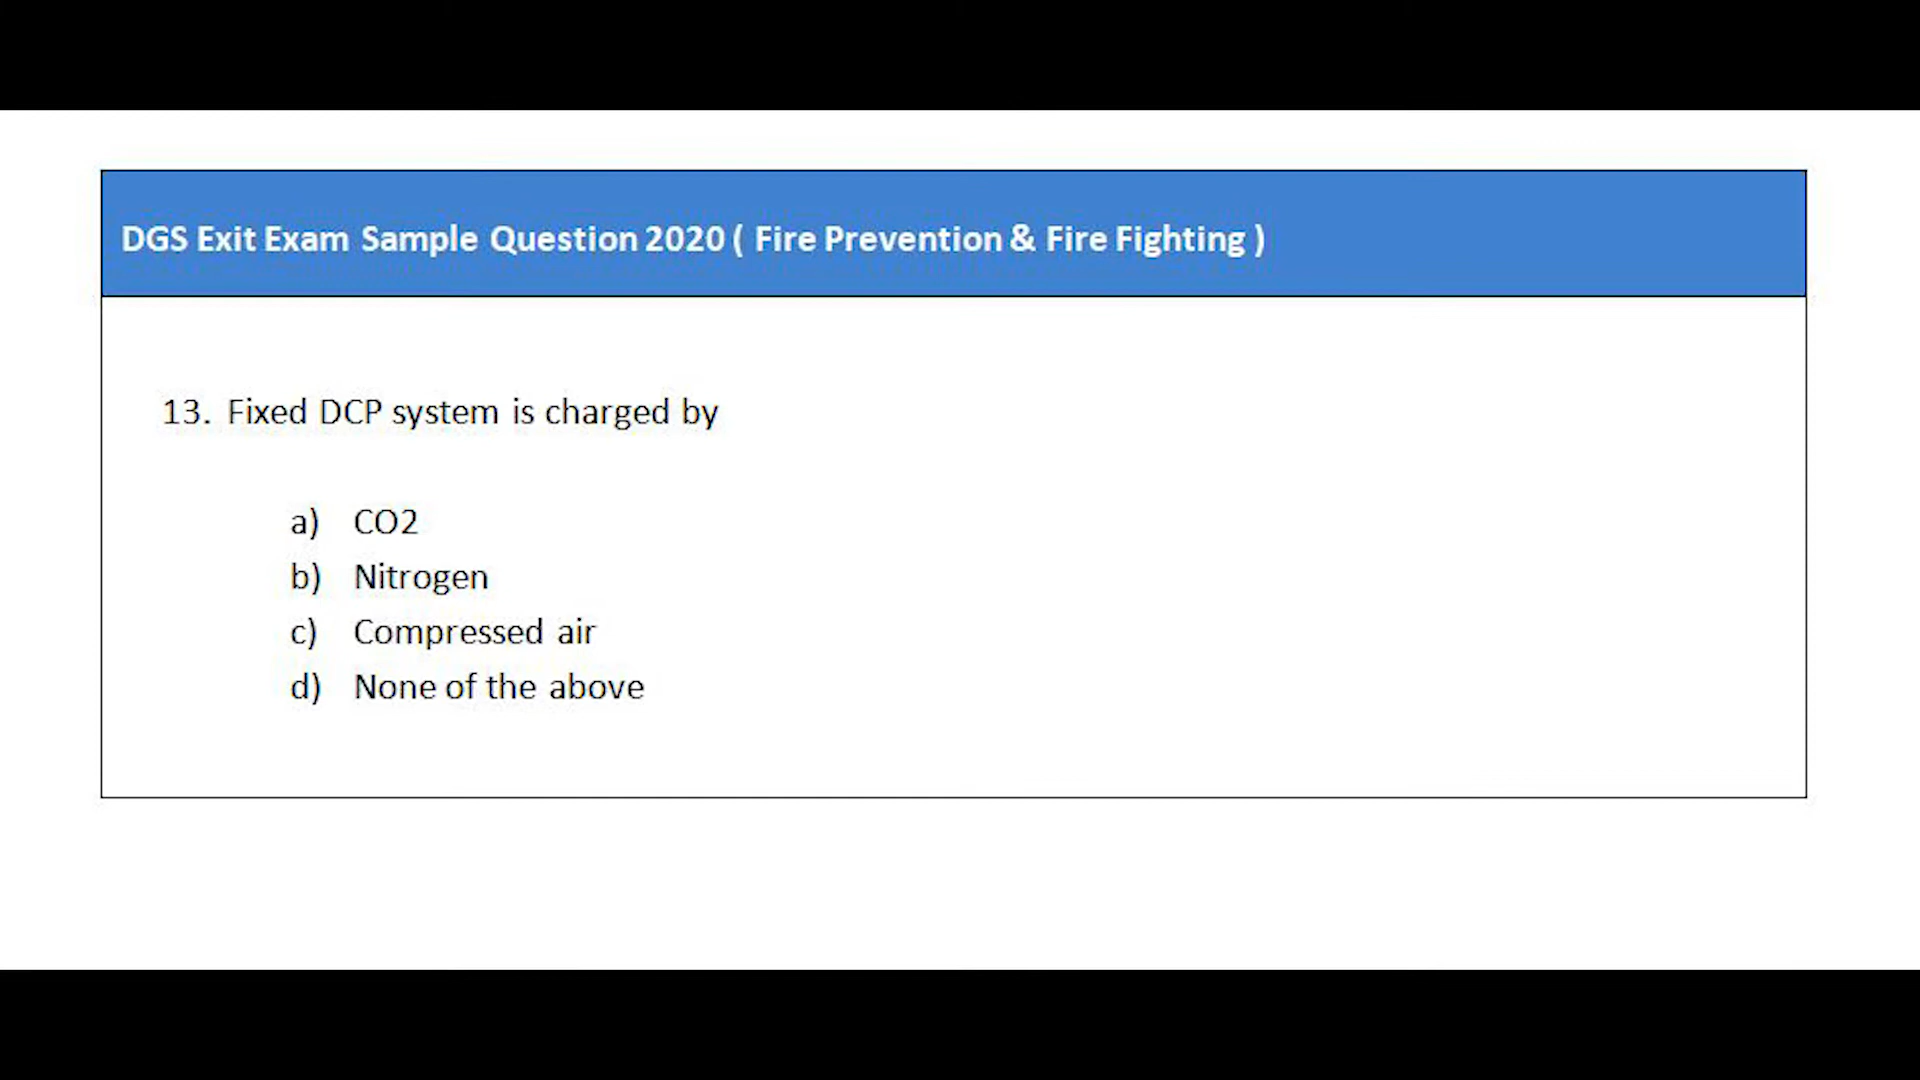 DGS Exit Exam Sample Question 2020 ( Fire Prevention & Fire Fighting )
13. Fixed DCP system is charged by
a) CO2
b) Nitrogen
c) Compressed air
d) None of the above